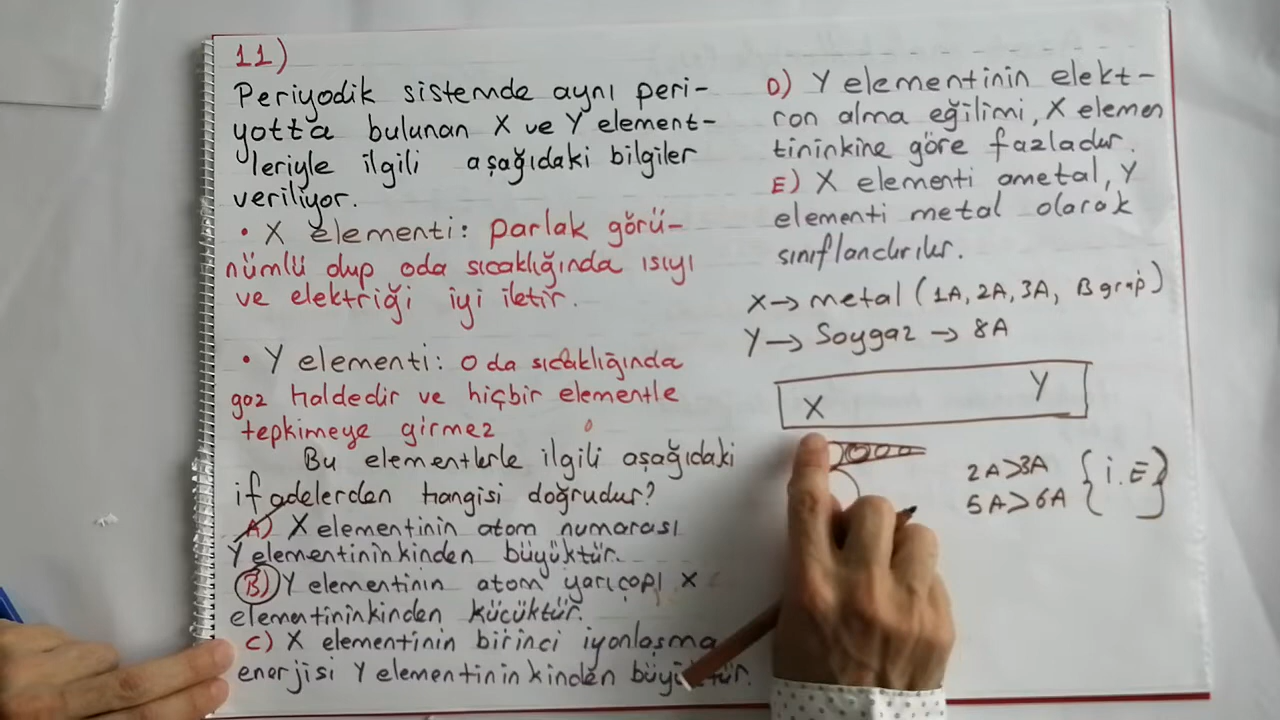 11)
Periyodik sistemde aynı peri-
yotta bulunan X ve Y element-
leriyle ilgili aşağıdaki bilgiler
veriliyor.
• X elementi: parlak görü-
nümlü olup oda sıcaklığında ısıyı
ve elektriği iyi iletir.
• Y elementi: Oda sıcaklığında
gaz haldedir ve hiçbir elementle
tepkimeye girmez
Bu elementlerle ilgili aşağıdaki
ifadelerden hangisi doğrudur?
A) X elementinin atom numarası
Y elementininkinden büyüktür.
B) Y elementinin atom yarıçapı X
elementininkinden küçüktür.
C) X elementinin birinci iyonlaşma
enerjisi Y elementininkinden büyüktür.
D) Y elementinin elekt-
ron alma eğilimi, X elemen
tininkine göre fazladır.
E) X elementi ametal, Y
elementi metal olarak
sınıflandırılır.
X → metal (1A, 2A, 3A, B grup)
Y → Soygaz → 8A
X Y
2A>3A
5A>6A {i.E}